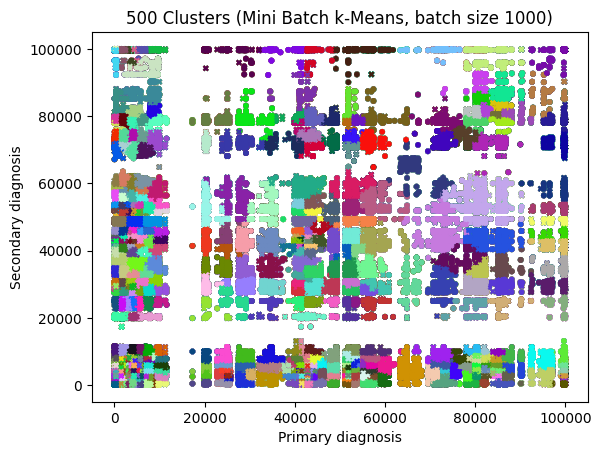 500 Clusters (Mini Batch k-Means, batch size 1000)
100000
80000
60000
40000
20000
0
Secondary diagnosis
0 20000 40000 60000 80000 100000
Primary diagnosis